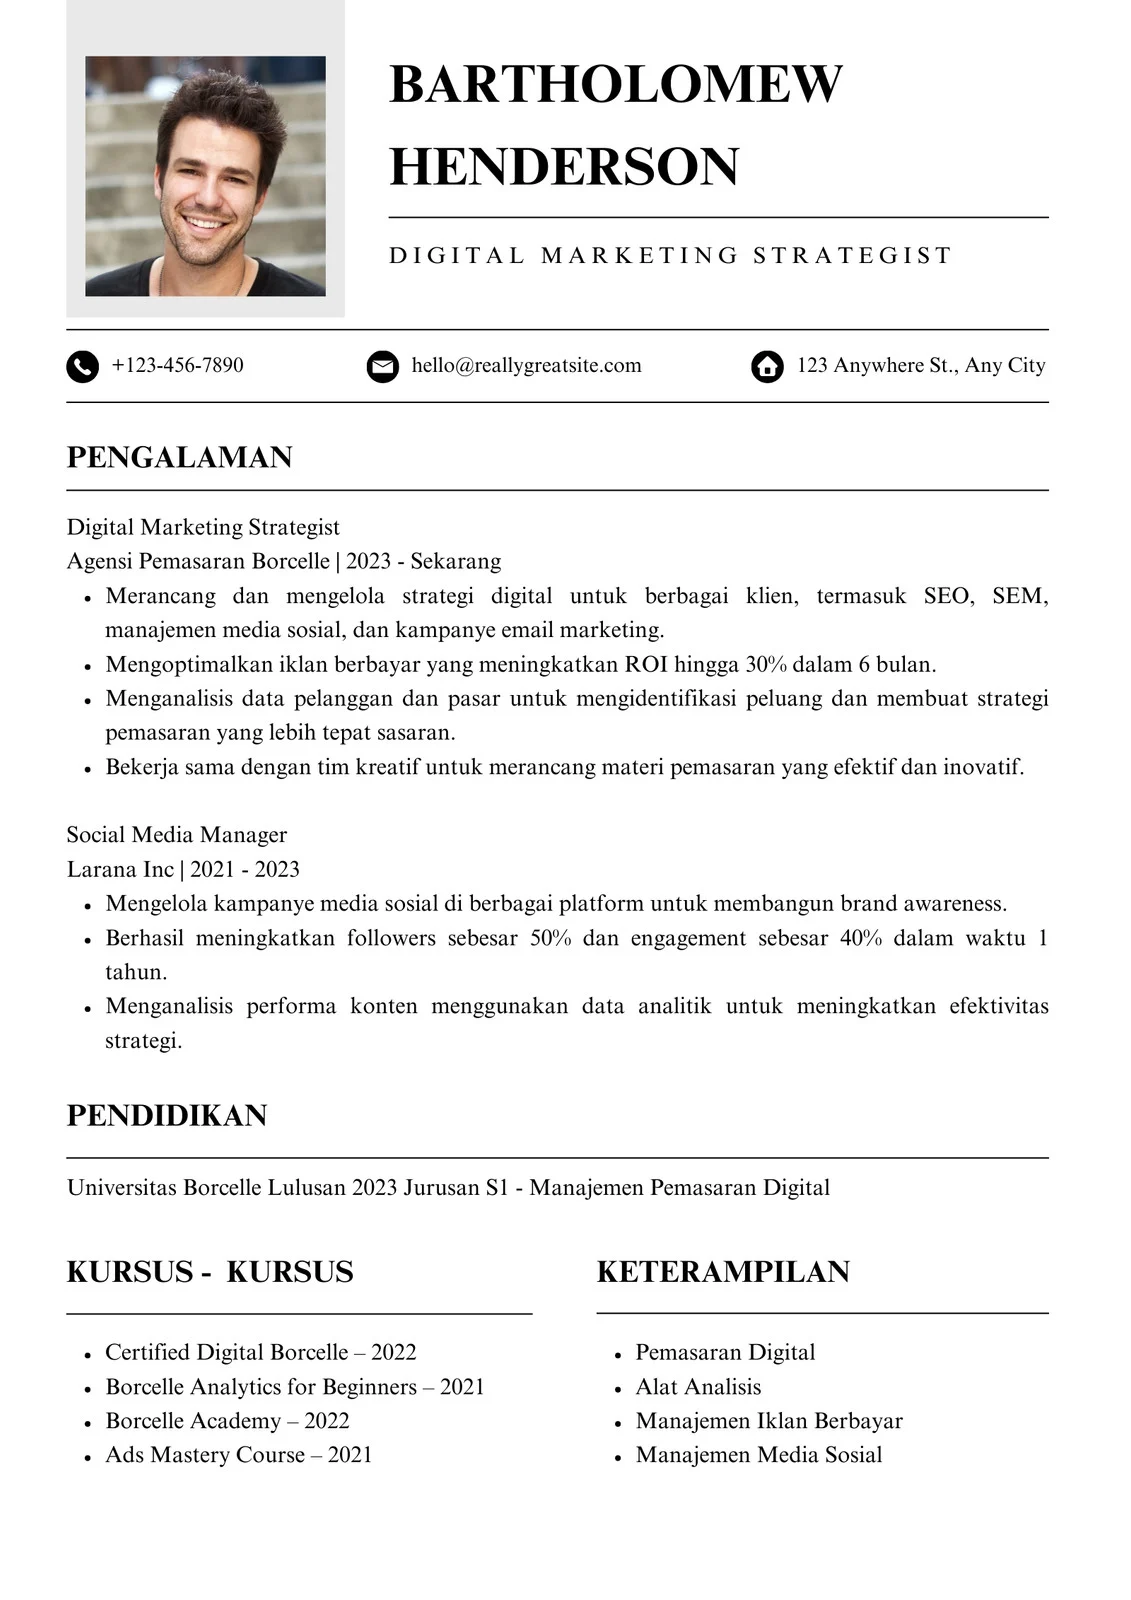 BARTHOLOMEW
HENDERSON
DIGITAL MARKETING STRATEGIST
+123-456-7890
hello@reallygreatsite.com
123 Anywhere St., Any City
PENGALAMAN
Digital Marketing Strategist
Agensi Pemasaran Borcelle | 2023 - Sekarang
• Merancang dan mengelola strategi digital untuk berbagai klien, termasuk SEO, SEM,
manajemen media sosial, dan kampanye email marketing.
• Mengoptimalkan iklan berbayar yang meningkatkan ROI hingga 30% dalam 6 bulan.
• Menganalisis data pelanggan dan pasar untuk mengidentifikasi peluang dan membuat strategi
pemasaran yang lebih tepat sasaran.
• Bekerja sama dengan tim kreatif untuk merancang materi pemasaran yang efektif dan inovatif.
Social Media Manager
Larana Inc | 2021 - 2023
• Mengelola kampanye media sosial di berbagai platform untuk membangun brand awareness.
• Berhasil meningkatkan followers sebesar 50% dan engagement sebesar 40% dalam waktu 1
tahun.
• Menganalisis performa konten menggunakan data analitik untuk meningkatkan efektivitas
strategi.
PENDIDIKAN
Universitas Borcelle Lulusan 2023 Jurusan S1 - Manajemen Pemasaran Digital
KURSUS - KURSUS
• Certified Digital Borcelle – 2022
• Borcelle Analytics for Beginners – 2021
• Borcelle Academy – 2022
• Ads Mastery Course – 2021
KETERAMPILAN
• Pemasaran Digital
• Alat Analisis
• Manajemen Iklan Berbayar
• Manajemen Media Sosial